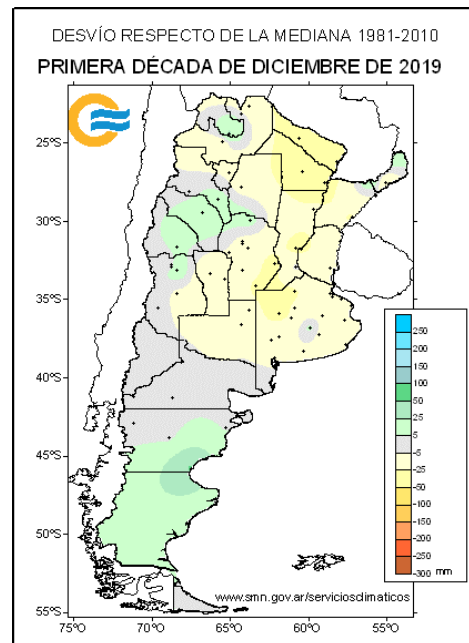 DESVÍO RESPECTO DE LA MEDIANA 1981-2010
PRIMERA DÉCADA DE DICIEMBRE DE 2019
25°S
30°S
35°S
40°S
45°S
50°S
55°S
250
200
150
100
50
25
5
-5
-25
-50
-100
-150
-200
-250
-300 mm
www.smn.gov.ar/serviciosclimaticos
75°O
70°O
65°O
60°O
55°O